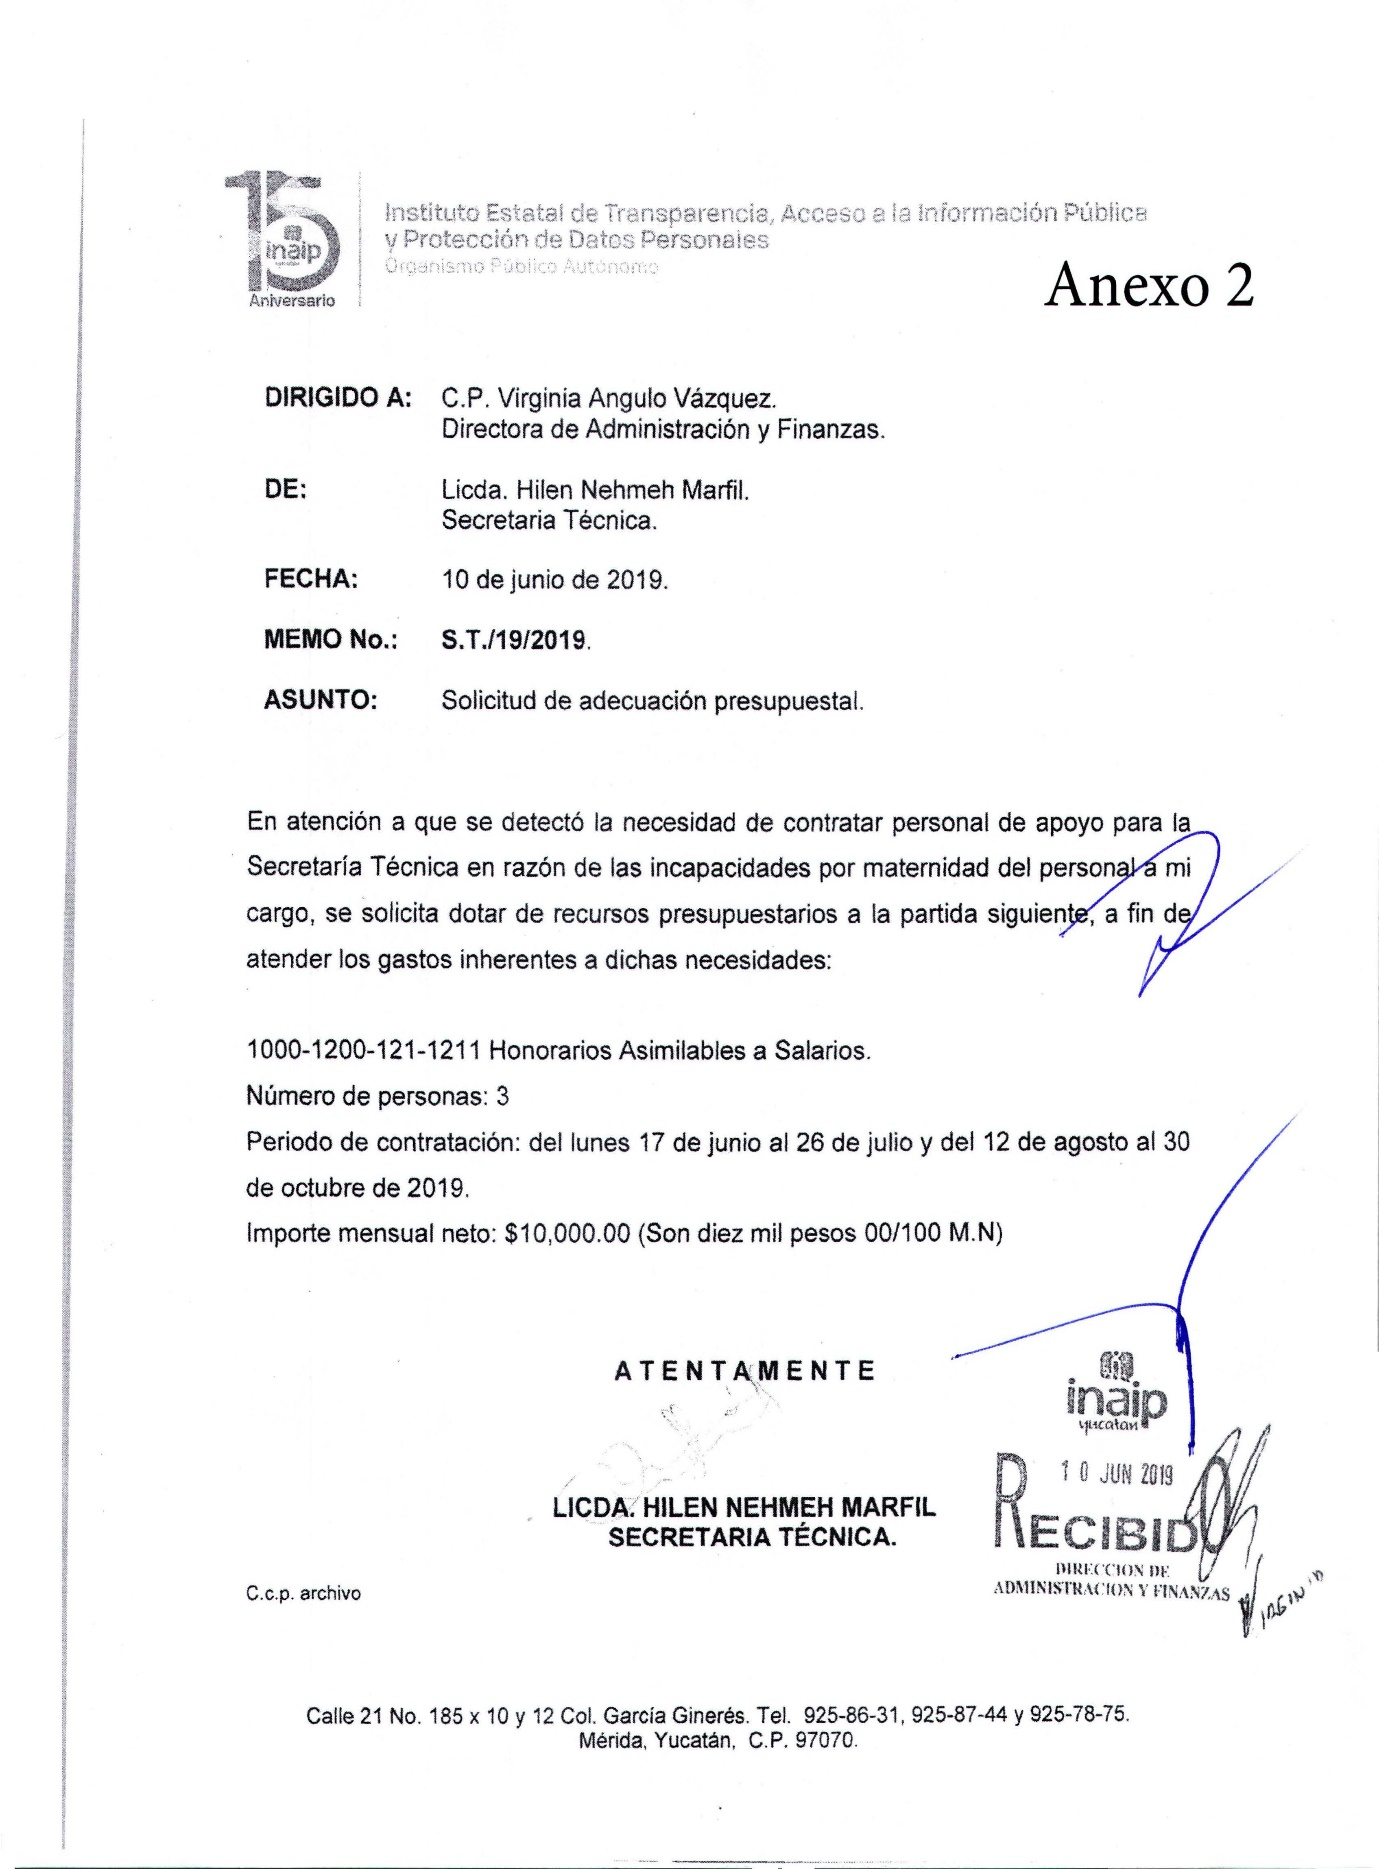 15
inaip
Aniversario
Instituto Estatal de Transparencia, Acceso a la Información Pública
y Protección de Datos Personales
Organismo Público Autónomo
Anexo 2
DIRIGIDO A: C.P. Virginia Angulo Vázquez.
Directora de Administración y Finanzas.
DE: Licda. Hilen Nehmeh Marfil.
Secretaria Técnica.
FECHA: 10 de junio de 2019.
MEMO No.: S.T./19/2019.
ASUNTO: Solicitud de adecuación presupuestal.
En atención a que se detectó la necesidad de contratar personal de apoyo para la
Secretaría Técnica en razón de las incapacidades por maternidad del personal a mi
cargo, se solicita dotar de recursos presupuestarios a la partida siguiente, a fin de
atender los gastos inherentes a dichas necesidades:
1000-1200-121-1211 Honorarios Asimilables a Salarios.
Número de personas: 3
Periodo de contratación: del lunes 17 de junio al 26 de julio y del 12 de agosto al 30
de octubre de 2019.
Importe mensual neto: $10,000.00 (Son diez mil pesos 00/100 M.N)
ATENTAMENTE
LICDA. HILEN NEHMEH MARFIL
SECRETARIA TÉCNICA.
inaip
yucatan
10 JUN 2019
RECIBIDO
DIRECCION DE
ADMINISTRACION Y FINANZAS
C.c.p. archivo
Calle 21 No. 185 x 10 y 12 Col. García Ginerés. Tel. 925-86-31, 925-87-44 y 925-78-75.
Mérida, Yucatán, C.P. 97070.